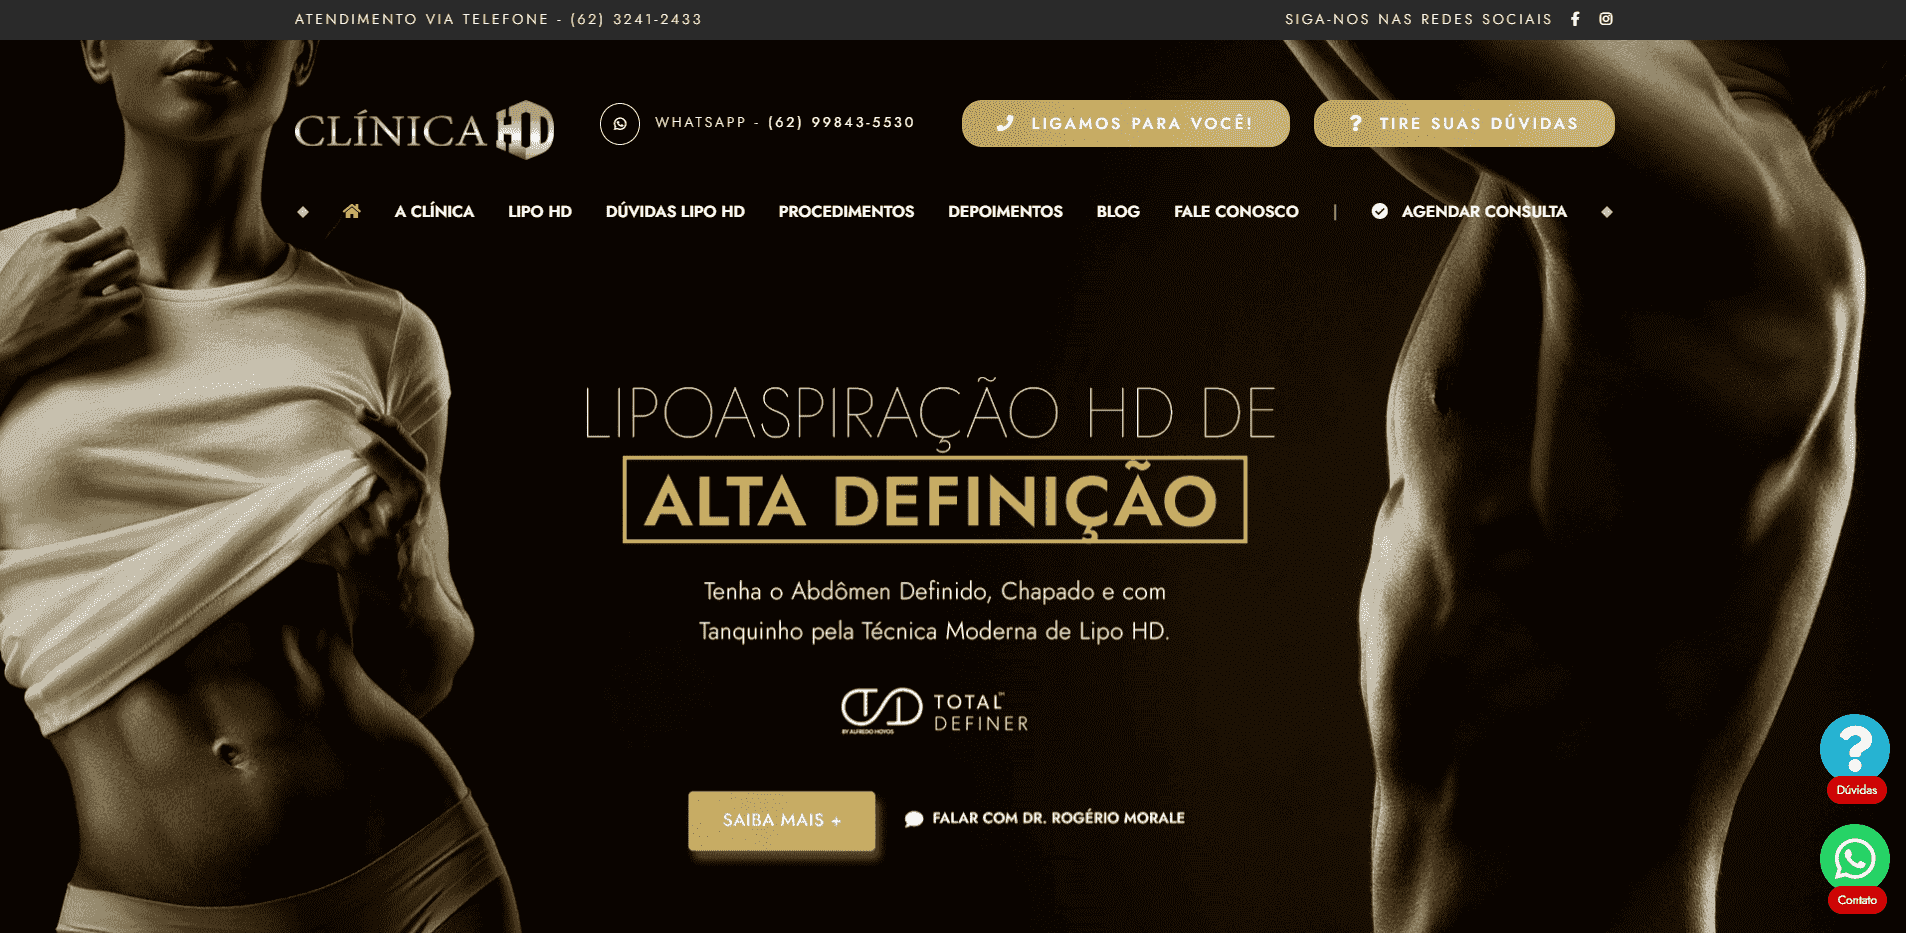 ATENDIMENTO VIA TELEFONE - (62) 3241-2433
SIGA-NOS NAS REDES SOCIAIS
CLÍNICA HD
WHATSAPP - (62) 99843-5530
LIGAMOS PARA VOCÊ!
TIRE SUAS DÚVIDAS
A CLÍNICA
LIPO HD
DÚVIDAS LIPO HD
PROCEDIMENTOS
DEPOIMENTOS
BLOG
FALE CONOSCO
|
AGENDAR CONSULTA
LIPOASPIRAÇÃO HD DE
ALTA DEFINIÇÃO
Tenha o Abdômen Definido, Chapado e com
Tanquinho pela Técnica Moderna de Lipo HD.
TOTAL™
DEFINER
BY ALFREDO HOYOS
SAIBA MAIS +
FALAR COM DR. ROGÉRIO MORALE
?
Dúvidas
Contato